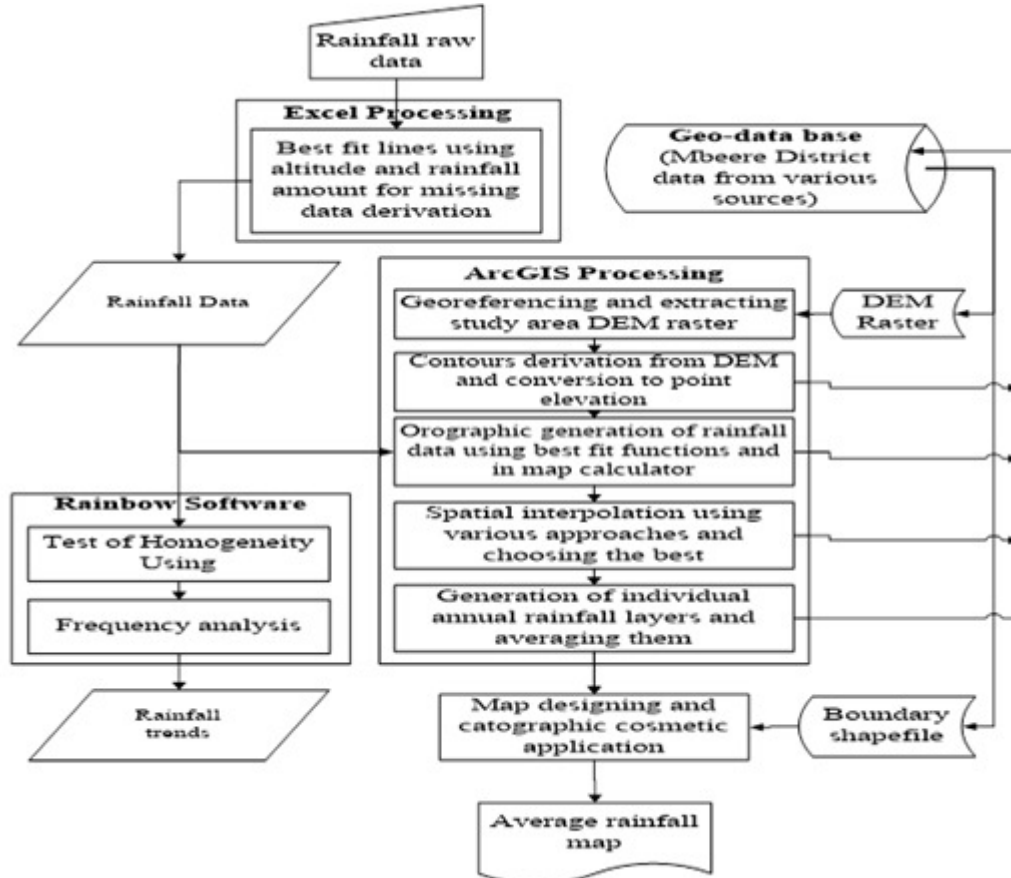 Rainfall raw
data
Excel Processing
Best fit lines using
altitude and rainfall
amount for missing
data derivation
Geo-data base
(Mbeere District
data from various
sources)
Rainfall Data
ArcGIS Processing
Georeferencing and extracting
study area DEM raster
DEM
Raster
Contours derivation from DEM
and conversion to point
elevation
Orographic generation of rainfall
data using best fit functions and
in map calculator
Spatial interpolation using
various approaches and
choosing the best
Generation of individual
annual rainfall layers and
averaging them
Rainbow Software
Test of Homogeneity
Using
Frequency analysis
Rainfall
trends
Map designing and
catographic cosmetic
application
Boundary
shapefile
Average rainfall
map